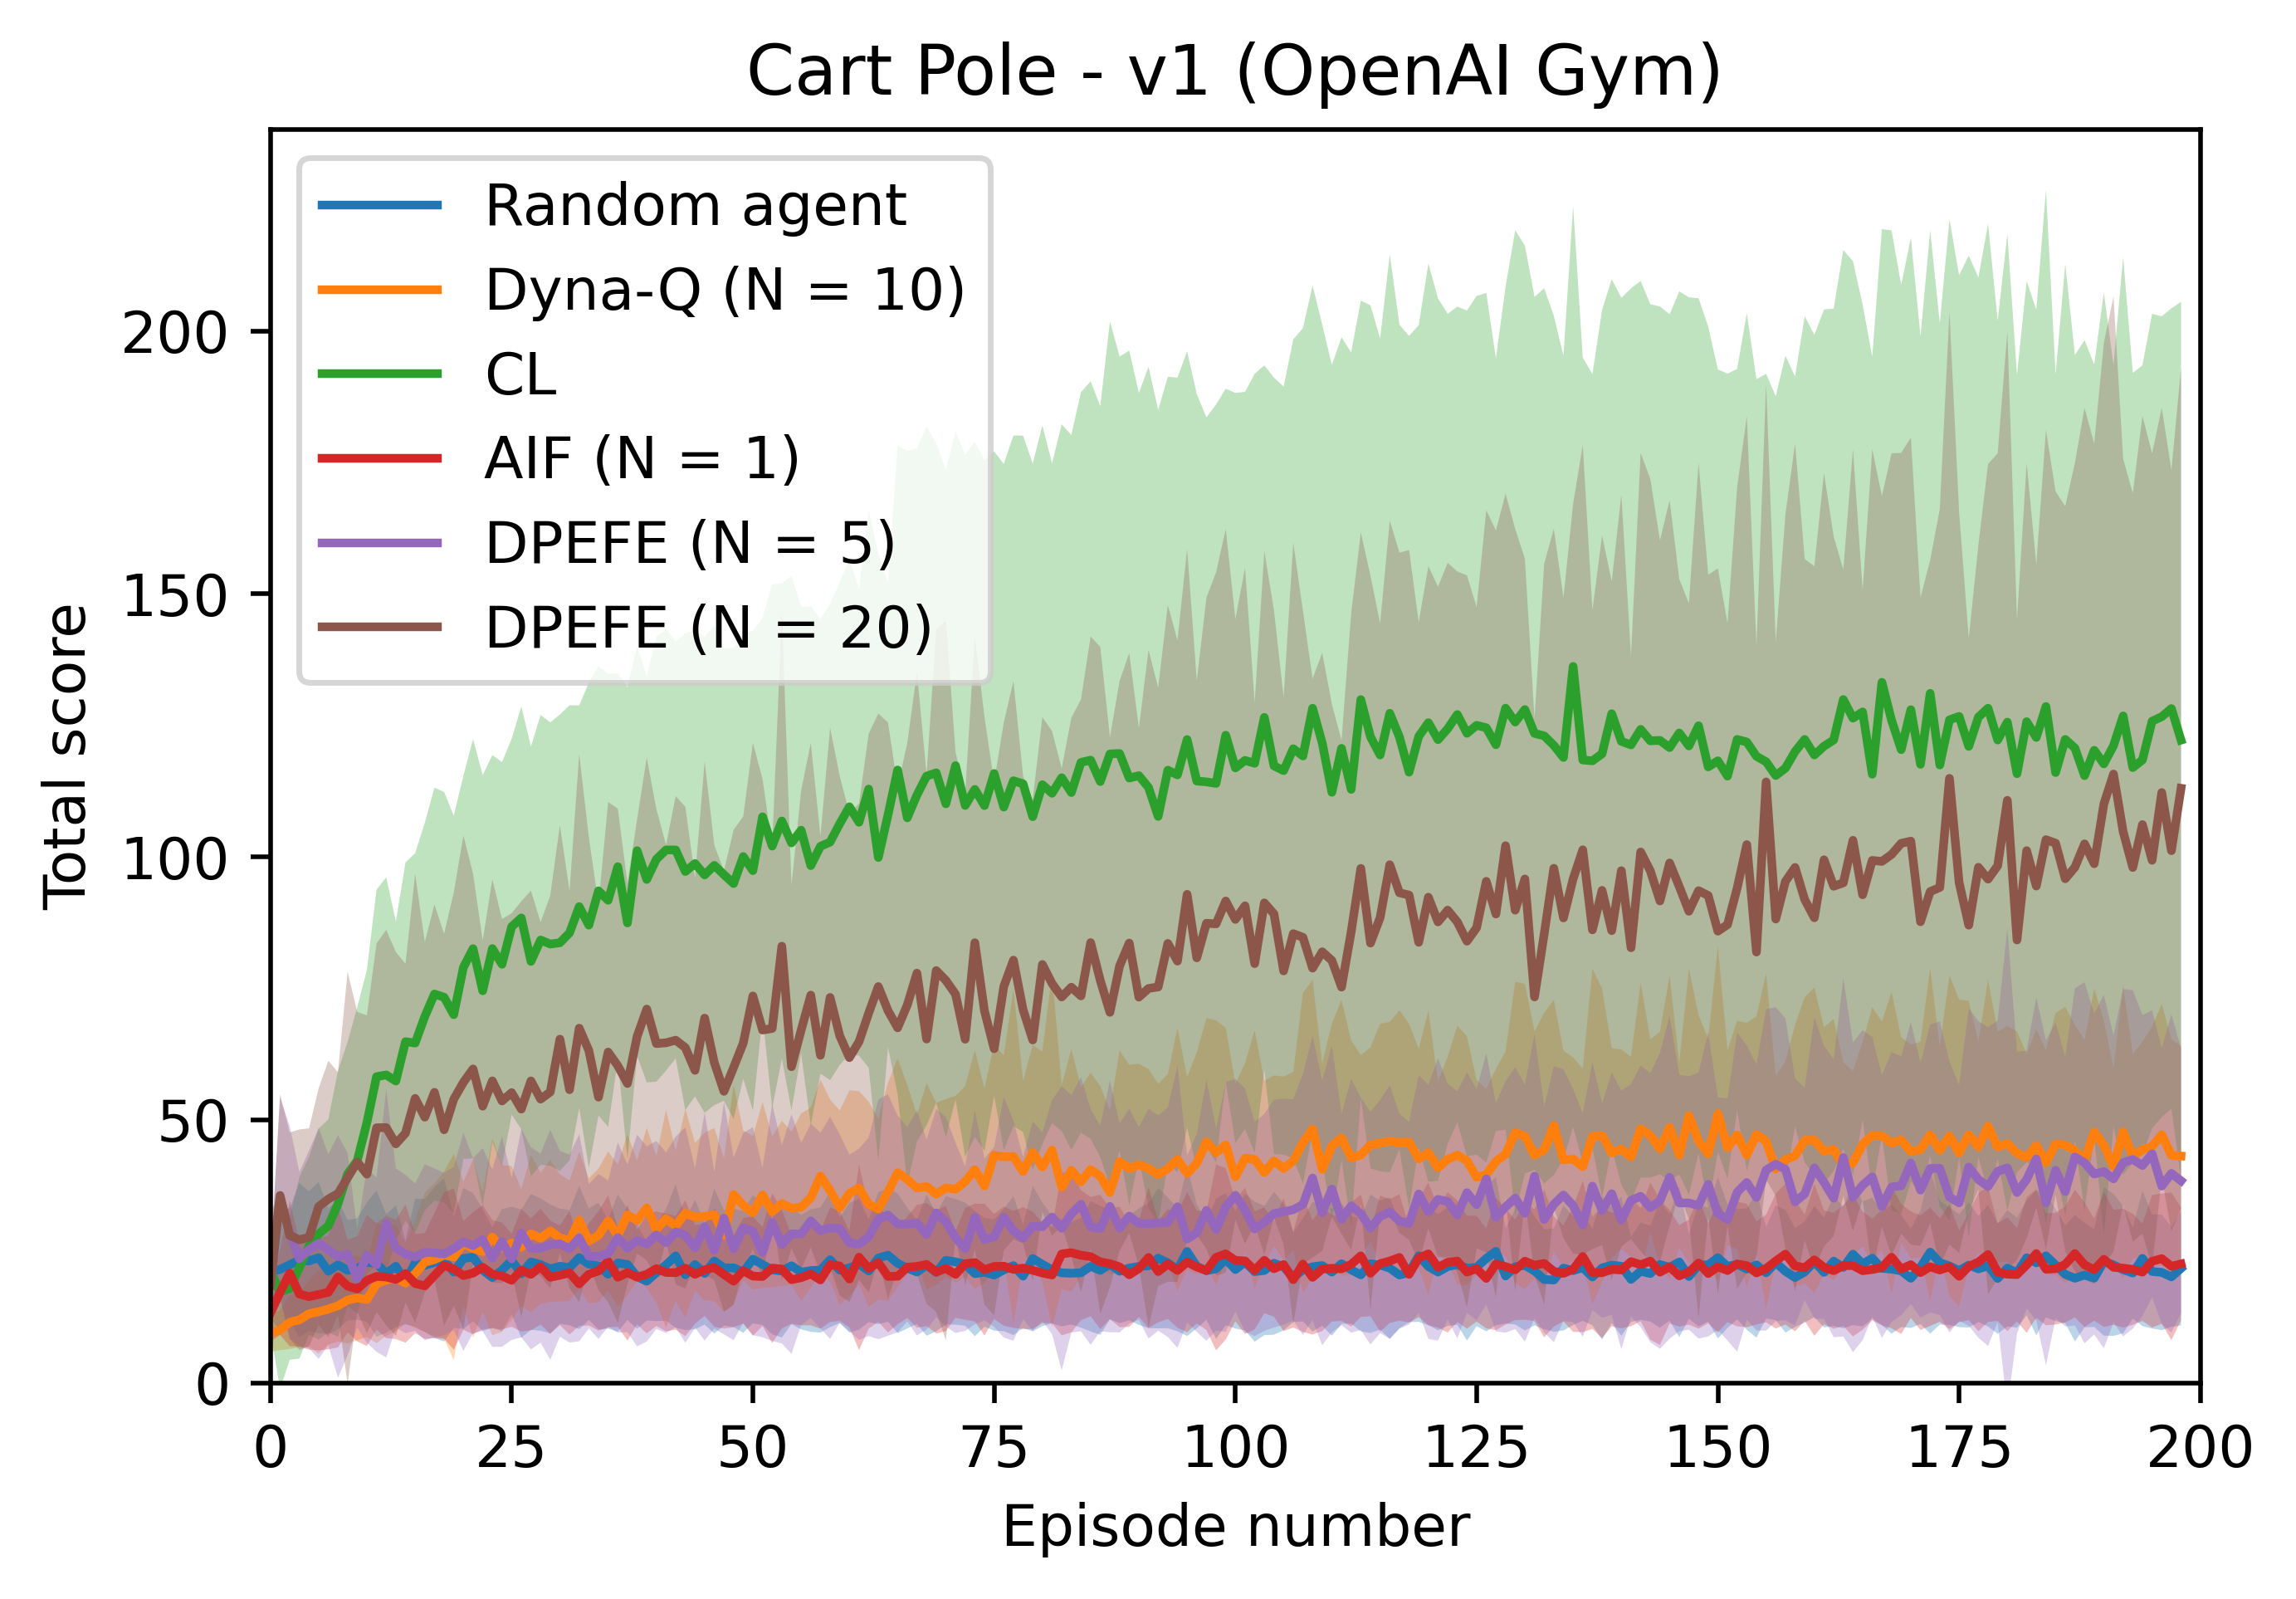 Cart Pole - v1 (OpenAI Gym)
Random agent
Dyna-Q (N = 10)
CL
AIF (N = 1)
DPEFE (N = 5)
DPEFE (N = 20)
Total score
200
150
100
50
0
0 25 50 75 100 125 150 175 200
Episode number